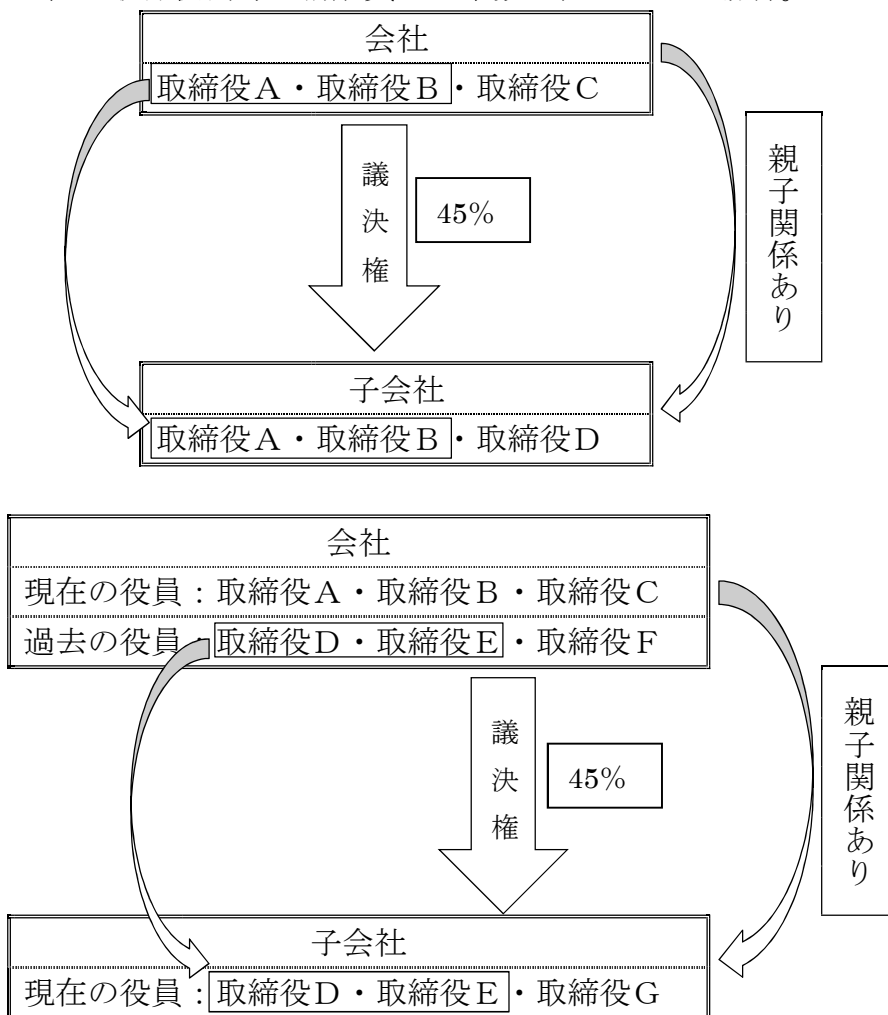 会社
取締役A・取締役B・取締役C
議決権
45%
親子関係あり
子会社
取締役A・取締役B・取締役D
会社
現在の役員：取締役A・取締役B・取締役C
過去の役員：取締役D・取締役E・取締役F
議決権
45%
親子関係あり
子会社
現在の役員：取締役D・取締役E・取締役G